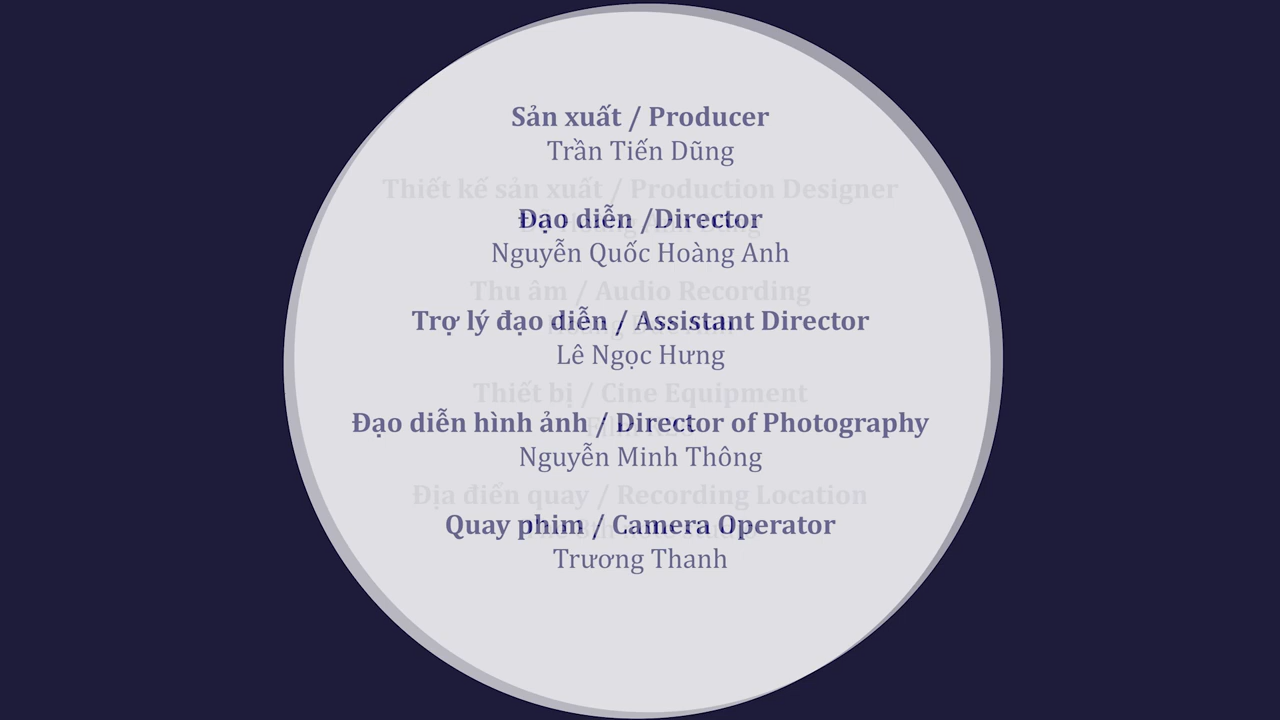 Sản xuất / Producer
Trần Tiến Dũng
Thiết kế sản xuất / Production Designer
Đạo diễn /Director
Nguyễn Quốc Hoàng Anh
Thu âm / Audio Recording
Trợ lý đạo diễn / Assistant Director
Lê Ngọc Hưng
Thiết bị / Cine Equipment
Đạo diễn hình ảnh / Director of Photography
Nguyễn Minh Thông
Địa điển quay / Recording Location
Quay phim / Camera Operator
Trương Thanh